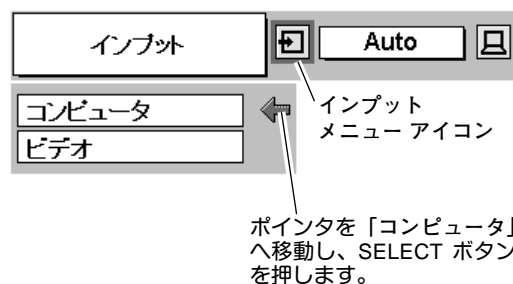 インプット
Auto
コンピュータ
ビデオ
インプット
メニュー アイコン
ポインタを「コンピュータ」
へ移動し、SELECT ボタン
を押します。